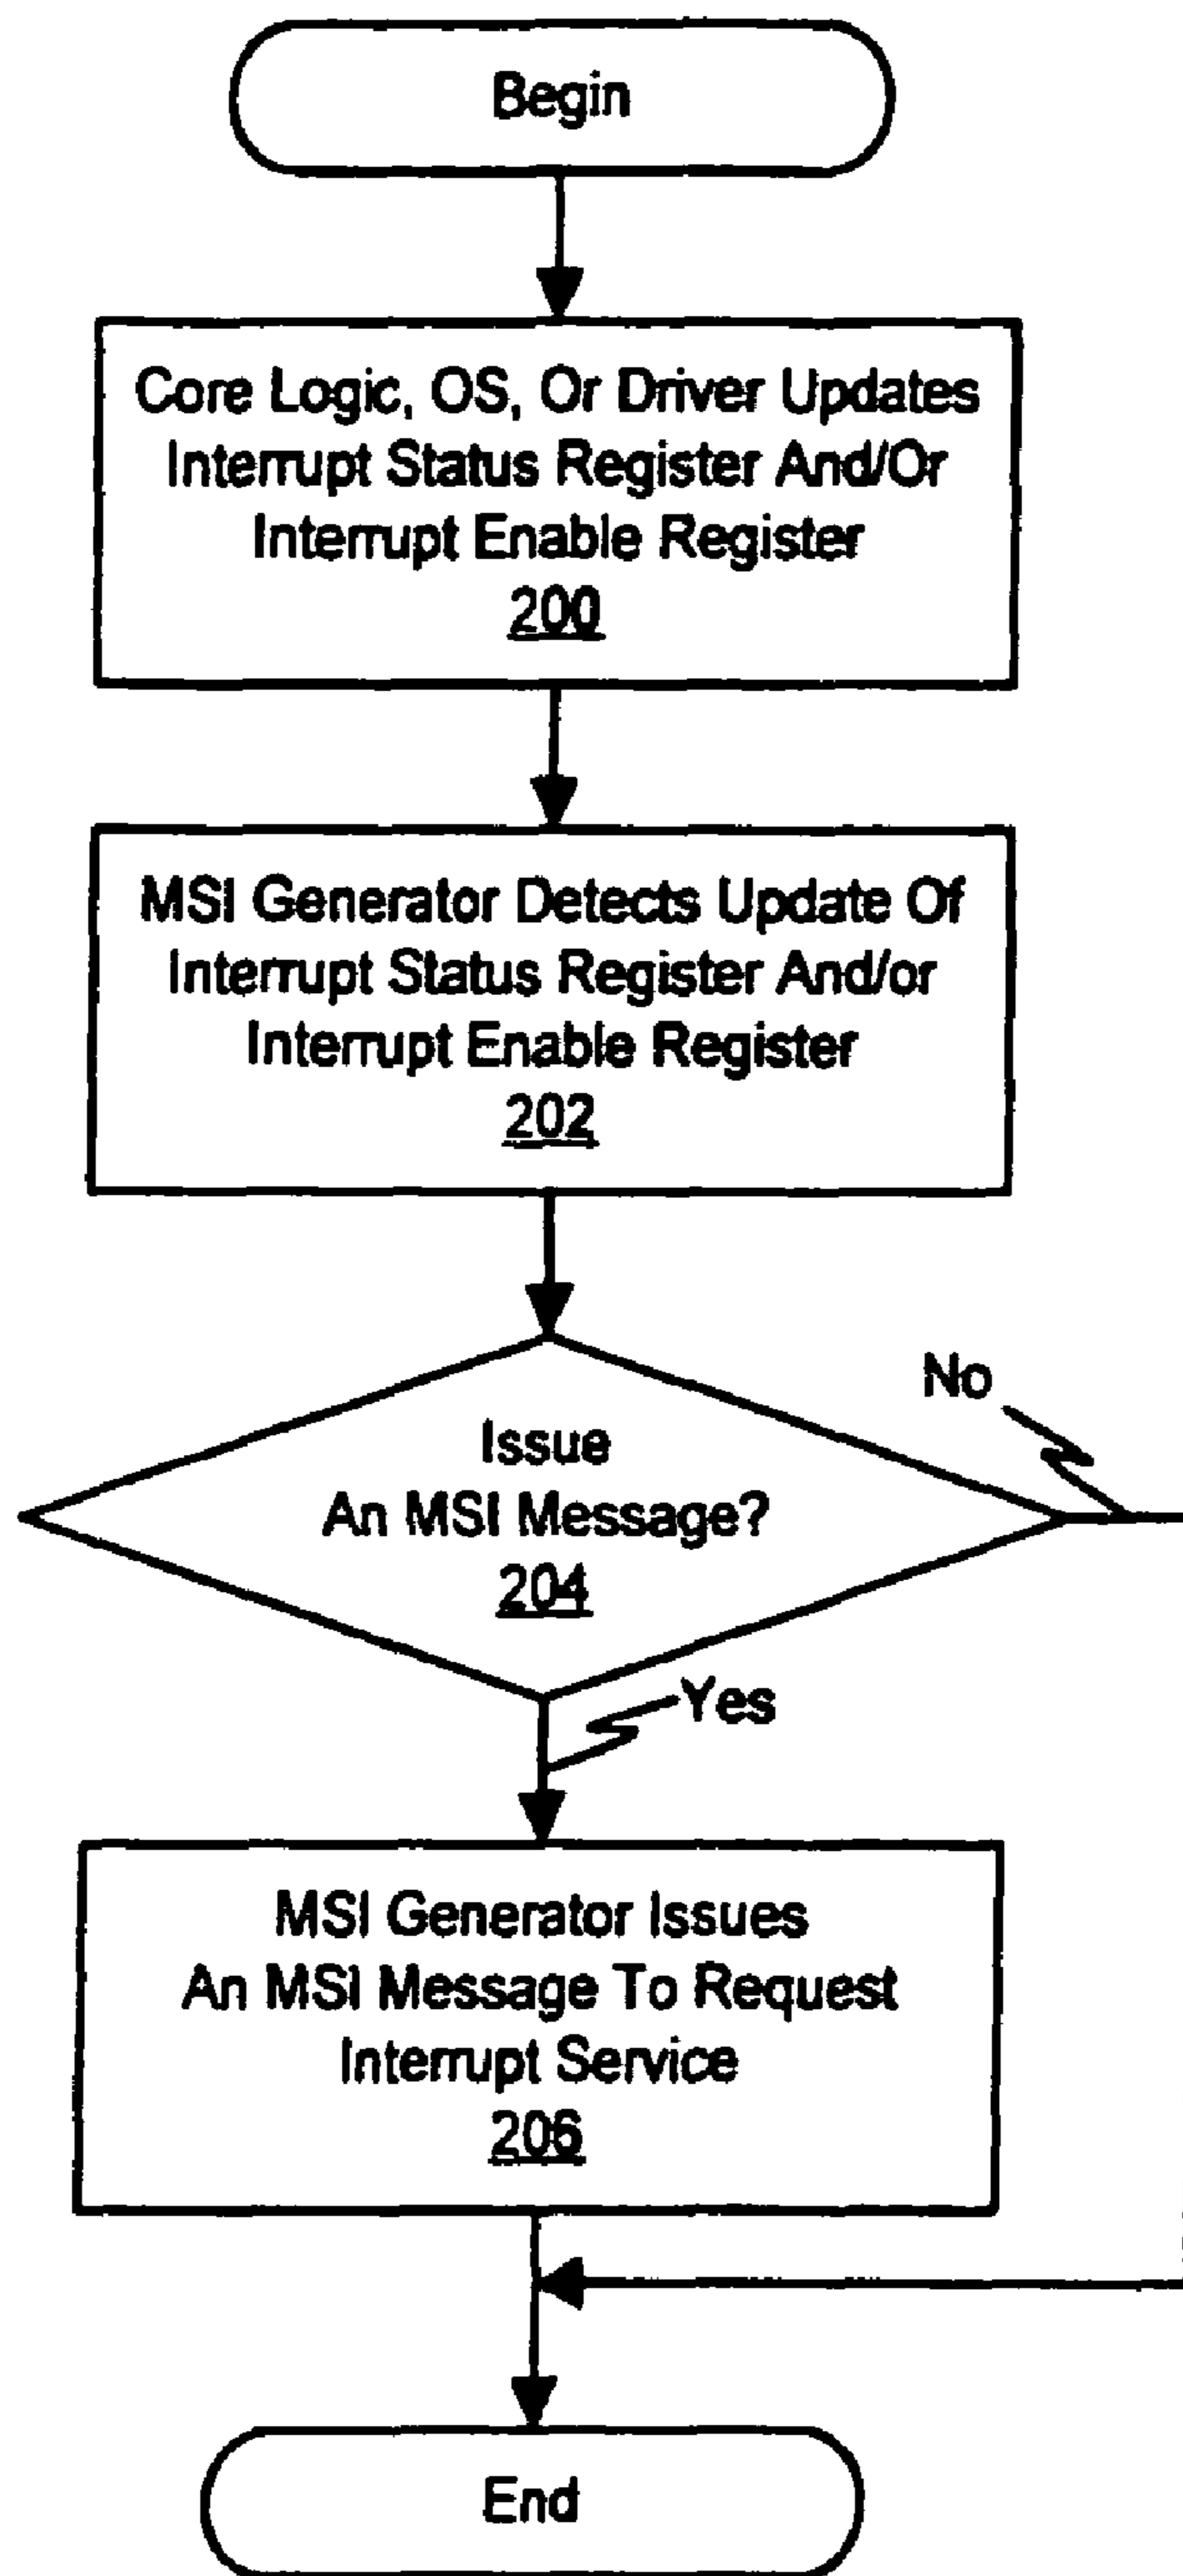 Begin
Core Logic, OS, Or Driver Updates
Interrupt Status Register And/Or
Interrupt Enable Register
200
MSI Generator Detects Update Of
Interrupt Status Register And/or
Interrupt Enable Register
202
No
Issue
An MSI Message?
204
Yes
MSI Generator Issues
An MSI Message To Request
Interrupt Service
206
End